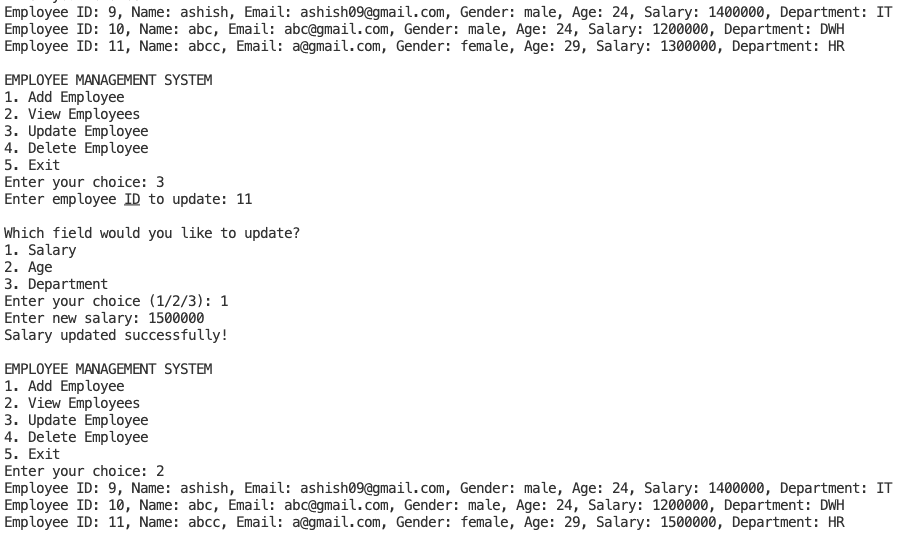 Employee ID: 9, Name: ashish, Email: ashish09@gmail.com, Gender: male, Age: 24, Salary: 1400000, Department: IT
Employee ID: 10, Name: abc, Email: abc@gmail.com, Gender: male, Age: 24, Salary: 1200000, Department: DWH
Employee ID: 11, Name: abcc, Email: a@gmail.com, Gender: female, Age: 29, Salary: 1300000, Department: HR

EMPLOYEE MANAGEMENT SYSTEM
1. Add Employee
2. View Employees
3. Update Employee
4. Delete Employee
5. Exit
Enter your choice: 3
Enter employee ID to update: 11

Which field would you like to update?
1. Salary
2. Age
3. Department
Enter your choice (1/2/3): 1
Enter new salary: 1500000
Salary updated successfully!

EMPLOYEE MANAGEMENT SYSTEM
1. Add Employee
2. View Employees
3. Update Employee
4. Delete Employee
5. Exit
Enter your choice: 2
Employee ID: 9, Name: ashish, Email: ashish09@gmail.com, Gender: male, Age: 24, Salary: 1400000, Department: IT
Employee ID: 10, Name: abc, Email: abc@gmail.com, Gender: male, Age: 24, Salary: 1200000, Department: DWH
Employee ID: 11, Name: abcc, Email: a@gmail.com, Gender: female, Age: 29, Salary: 1500000, Department: HR